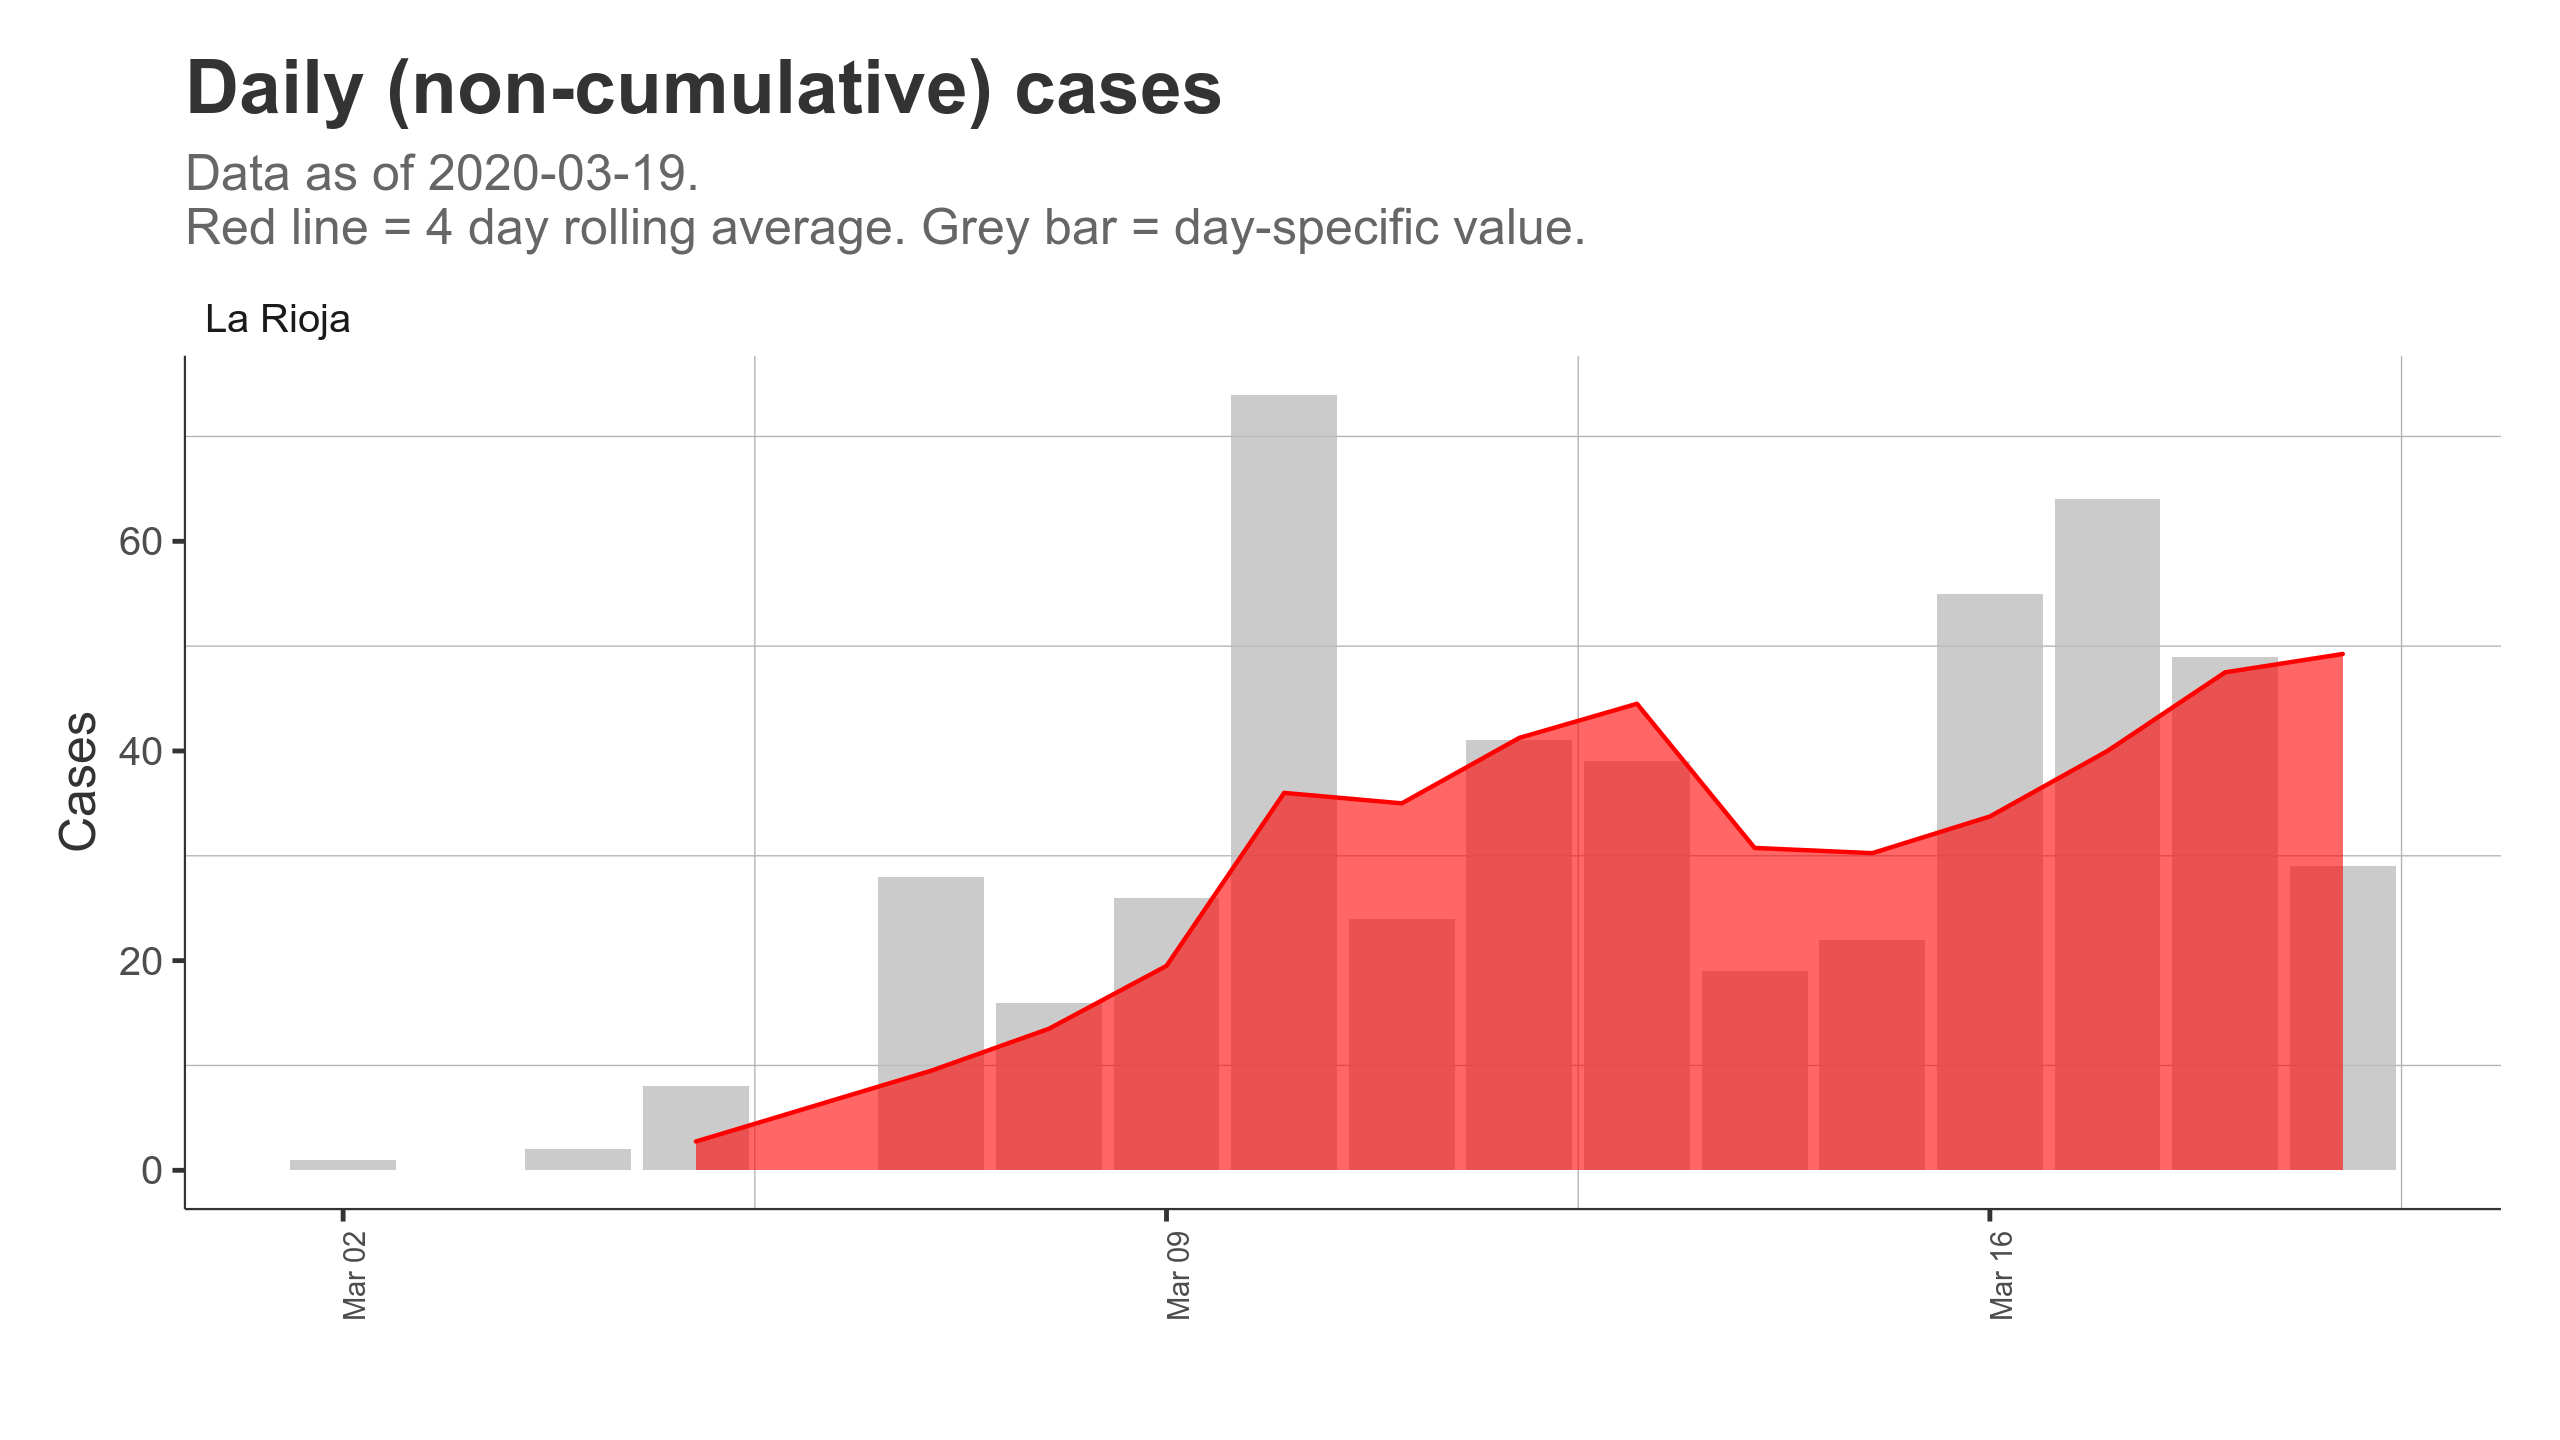 Daily (non-cumulative) cases
Data as of 2020-03-19.
Red line = 4 day rolling average. Grey bar = day-specific value.
La Rioja
Cases
60
40
20
0
Mar 02
Mar 09
Mar 16